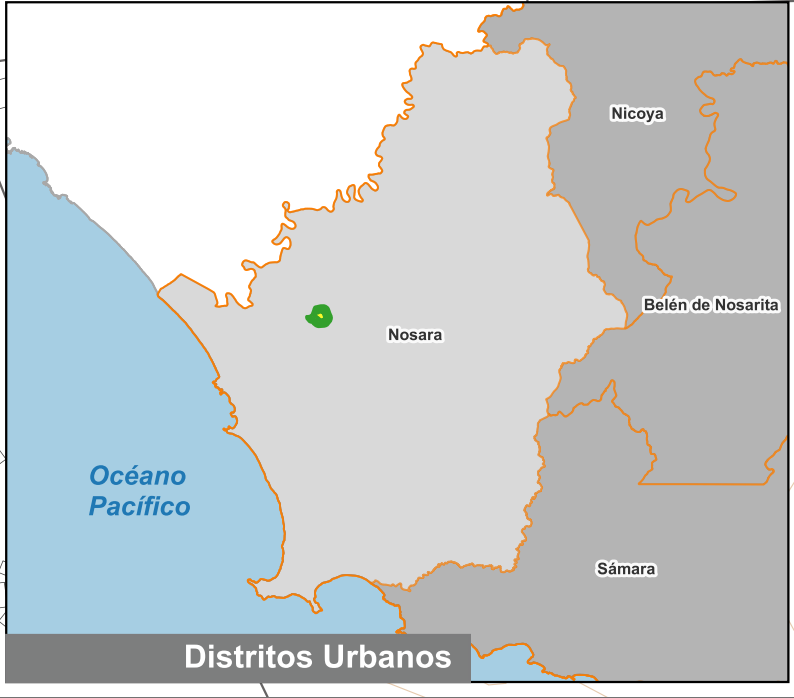 Nicoya
Belén de Nosarita
Nosara
Océano
Pacífico
Sámara
Distritos Urbanos